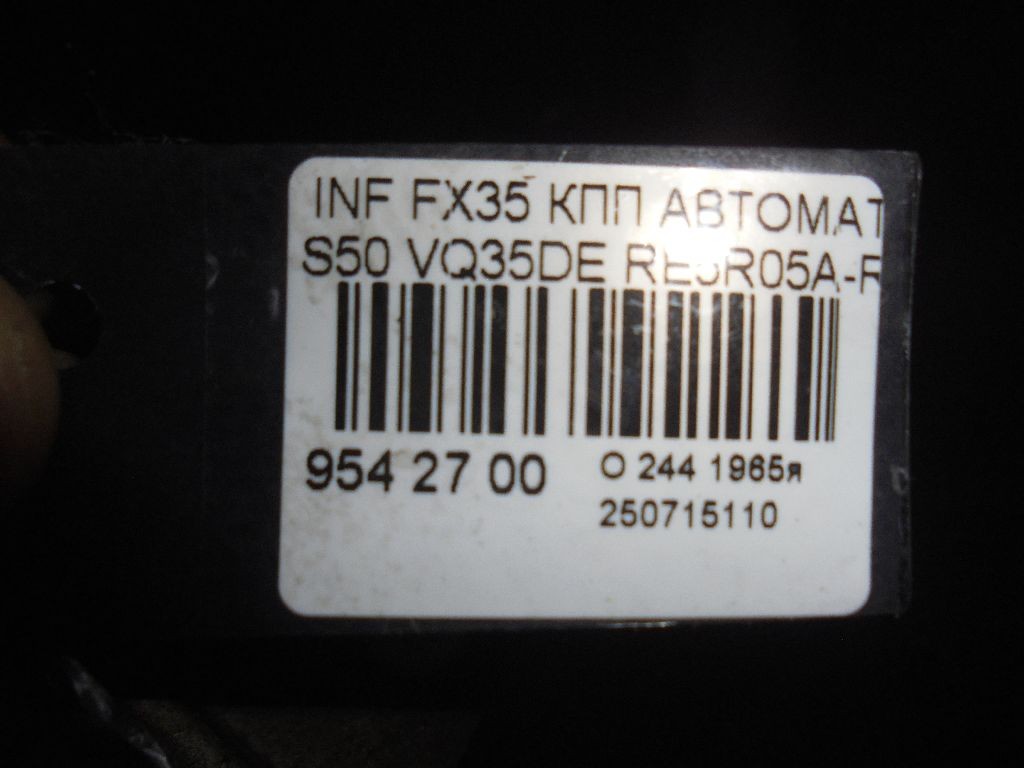 INF FX35 КПП АВТОМАТ
S50 VQ35DE RE5R05A-R
954 27 00
О 244 1965я
250715110